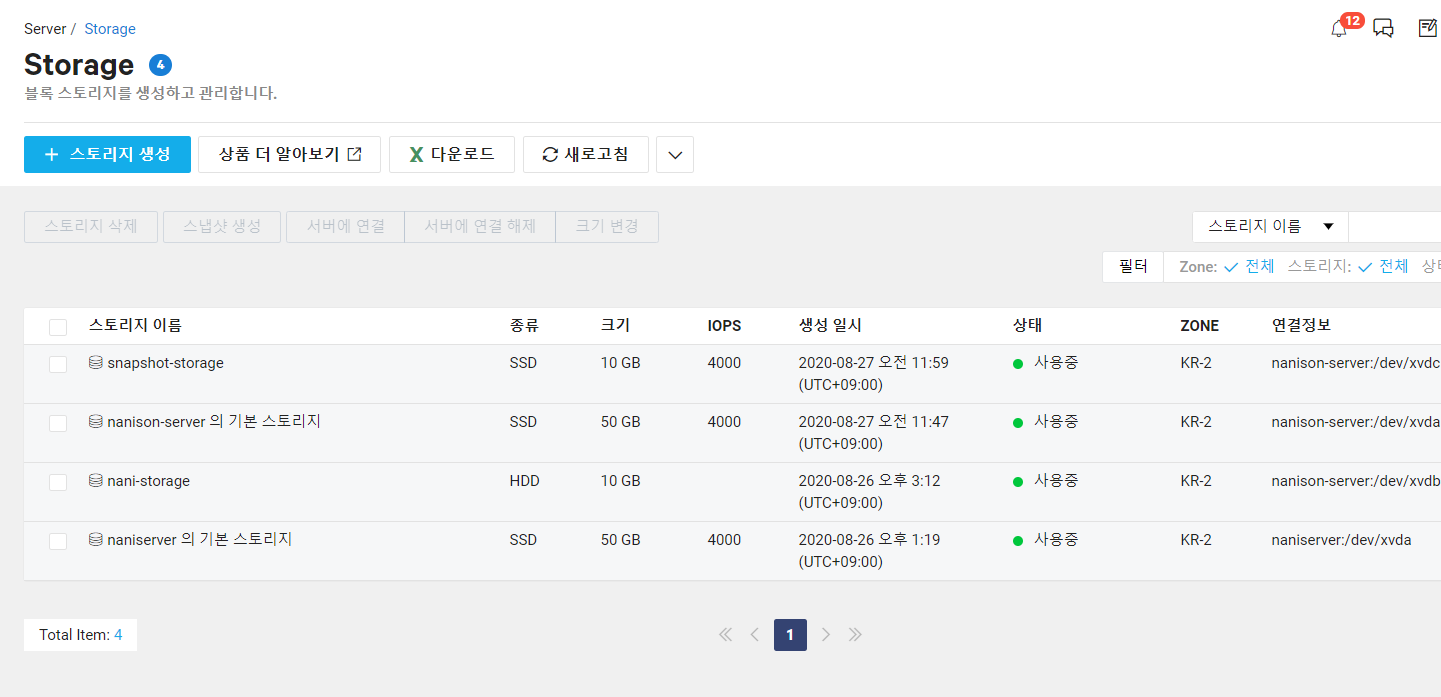 Server / Storage
12
Storage 4
블록 스토리지를 생성하고 관리합니다.
+ 스토리지 생성 상품 더 알아보기 다운로드 새로고침
스토리지 삭제 스냅샷 생성 서버에 연결 서버에 연결 해제 크기 변경 스토리지 이름
필터 Zone: 전체 스토리지: 전체
스토리지 이름 종류 크기 IOPS 생성 일시 상태 ZONE 연결정보
snapshot-storage SSD 10 GB 4000 2020-08-27 오전 11:59 사용중 KR-2 nanison-server:/dev/xvdc
(UTC+09:00)
nanison-server 의 기본 스토리지 SSD 50 GB 4000 2020-08-27 오전 11:47 사용중 KR-2 nanison-server:/dev/xvda
(UTC+09:00)
nani-storage HDD 10 GB 2020-08-26 오후 3:12 사용중 KR-2 nanison-server:/dev/xvdb
(UTC+09:00)
naniserver 의 기본 스토리지 SSD 50 GB 4000 2020-08-26 오후 1:19 사용중 KR-2 naniserver:/dev/xvda
(UTC+09:00)
Total Item: 4 1